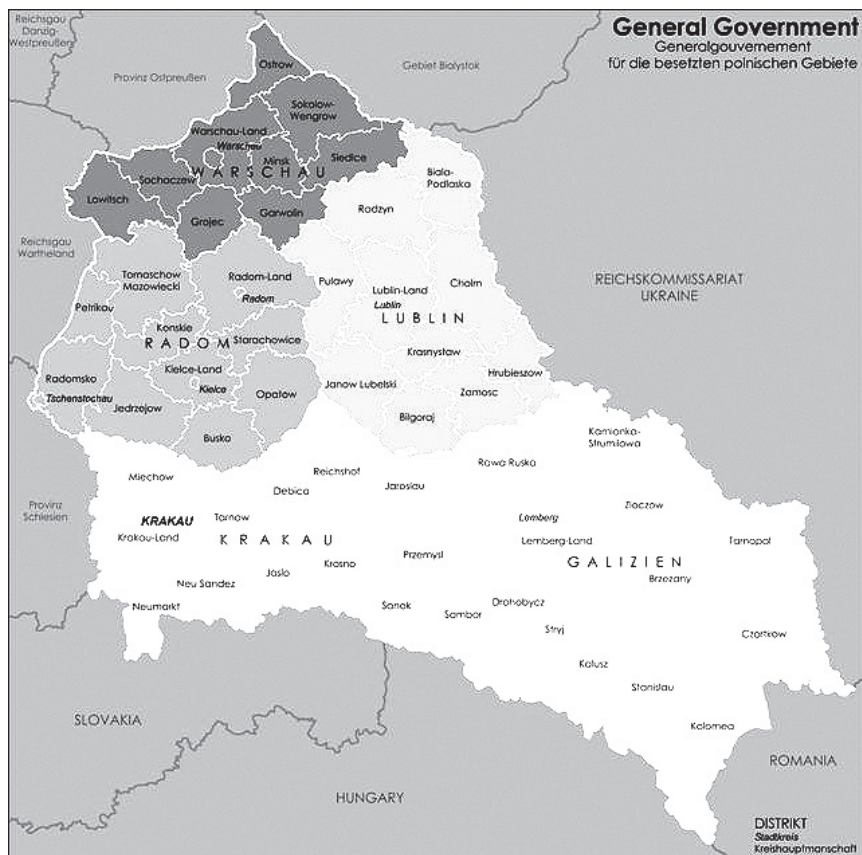 General Government
Generalgouvernement
für die besetzten polnischen Gebiete
Reichsgau
Danzig-
Westpreußen
Provinz Ostpreußen
Gebiet Bialystok
Ostrow
Sokolow-
Wengrow
Warschau-Land
Warschau
Minsk
Siedlce
WARSCHAU
Sochaczew
Lowitsch
Grojec
Garwolin
Biala-
Podlaska
Radzyn
Reichsgau
Wartheland
REICHSKOMMISSARIAT
UKRAINE
Tomaschow
Mazowiecki
Radom-Land
Radom
Pulawy
Lublin-Land
Lublin
Cholm
LUBLIN
Petrikau
Konskie
RADOM
Starachowice
Krasnystaw
Kielce-Land
Kielce
Radomsko
Tschenstochau
Jedrzejow
Opatow
Janow Lubelski
Hrubieszow
Zamosc
Busko
Bilgoraj
Kamionka-
Strumilowa
Miechow
Reichshof
Rawa Ruska
Debica
Jaroslau
Zloczow
Provinz
Schlesien
KRAKAU
Tarnow
Lemberg
Krakau-Land
KRAKAU
Lemberg-Land
Tarnopol
Przemysl
GALIZIEN
Krosno
Jaslo
Brzezany
Neu Sandez
Neumarkt
Sanok
Sambor
Drohobycz
Stryj
Czortkow
Kalusz
Stanislau
Kolomea
SLOVAKIA
ROMANIA
HUNGARY
DISTRIKT
Stadtkreis
Kreishauptmannschaft